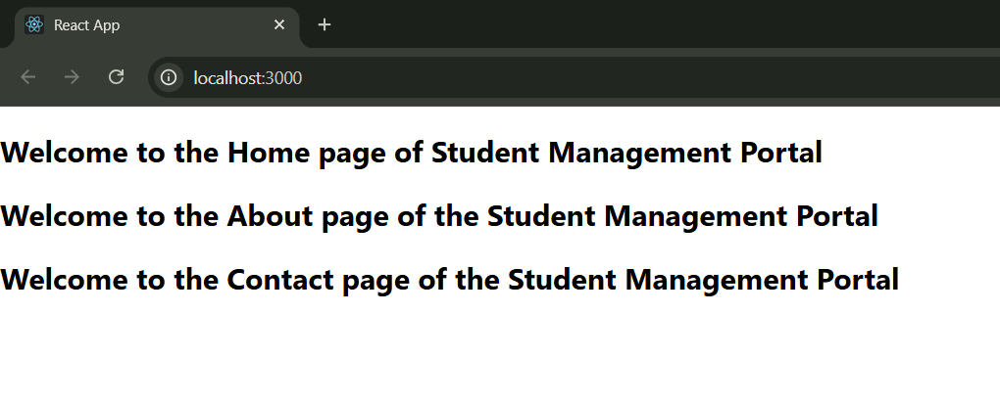 React App
localhost:3000
Welcome to the Home page of Student Management Portal
Welcome to the About page of the Student Management Portal
Welcome to the Contact page of the Student Management Portal